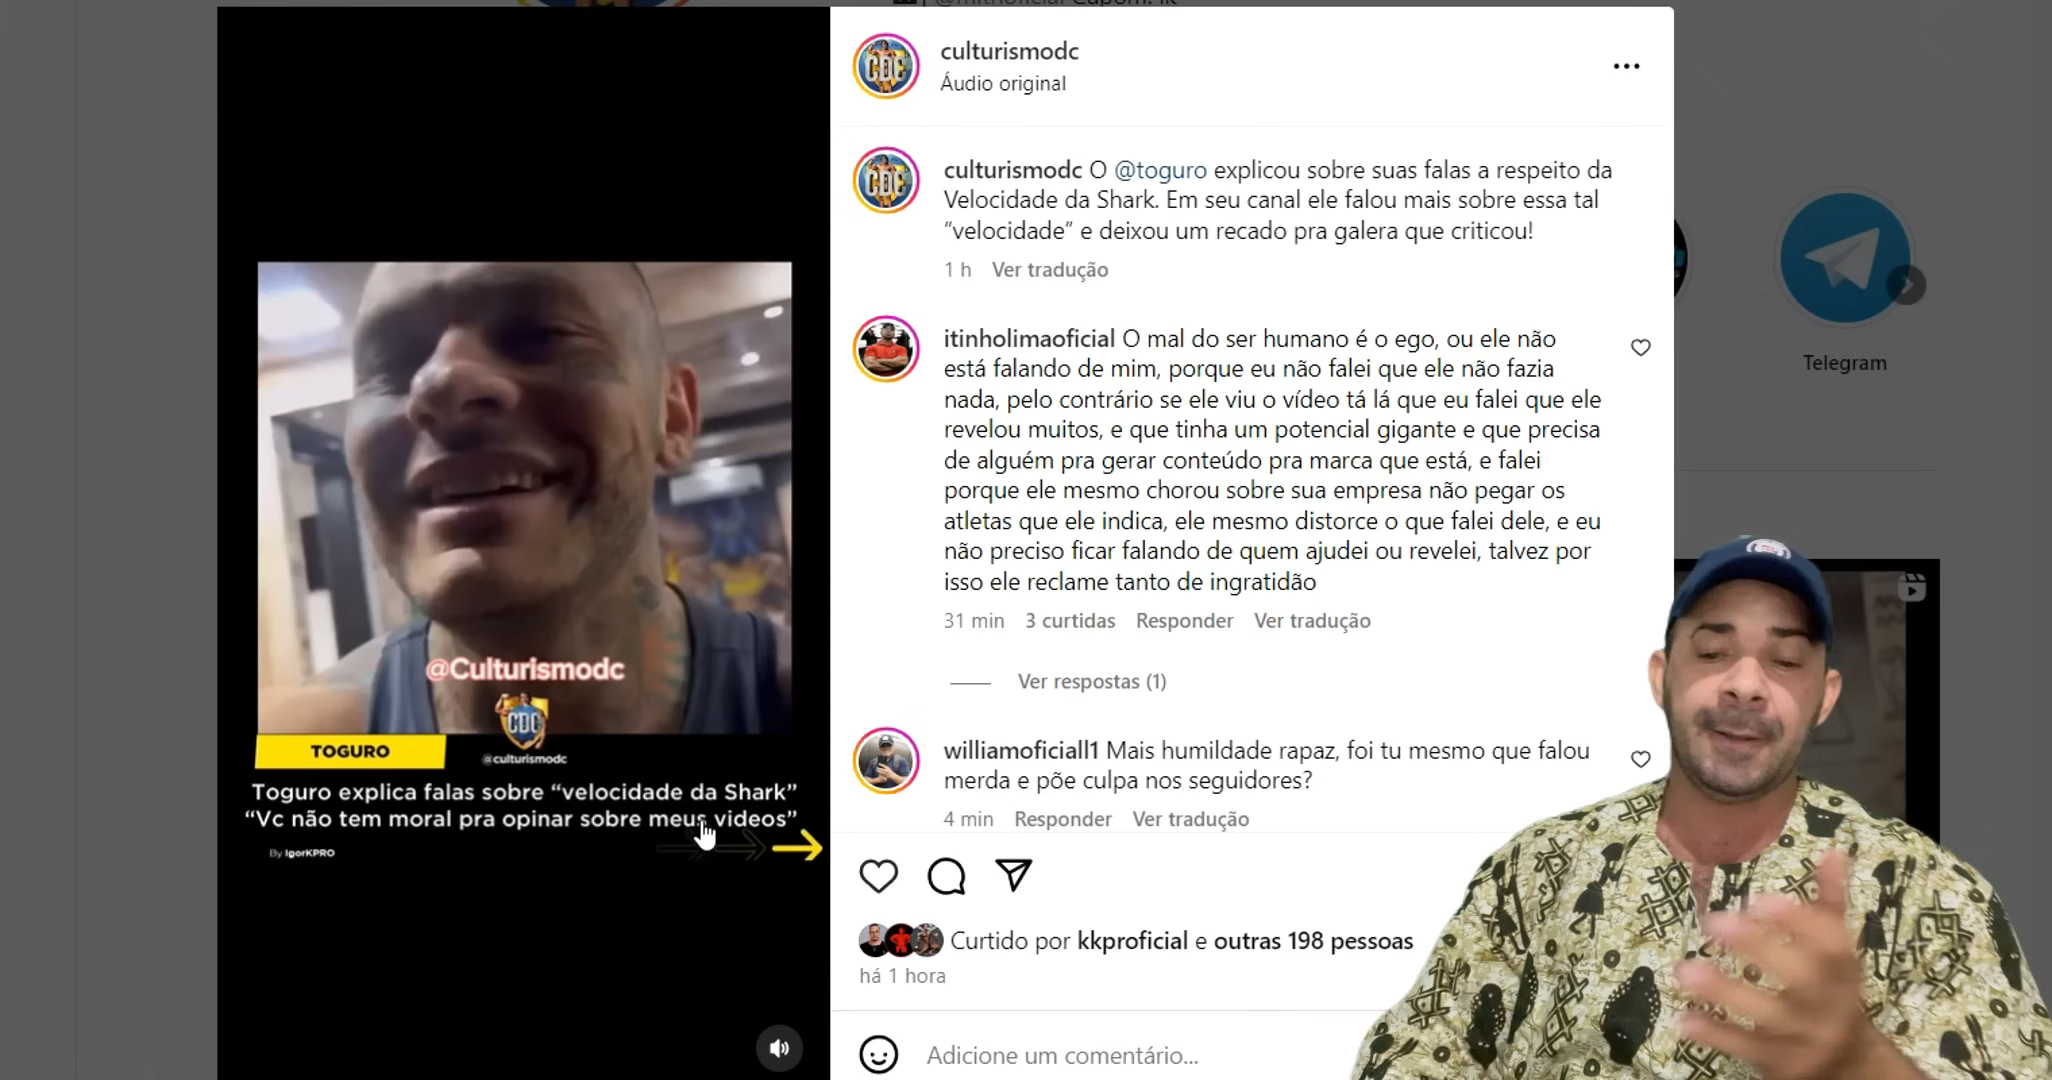 culturismodc
Áudio original
culturismodc O @toguro explicou sobre suas falas a respeito da
Velocidade da Shark. Em seu canal ele falou mais sobre essa tal
"velocidade" e deixou um recado pra galera que criticou!
1 h Ver tradução
itinholimaoficial O mal do ser humano é o ego, ou ele não
está falando de mim, porque eu não falei que ele não fazia
nada, pelo contrário se ele viu o vídeo tá lá que eu falei que ele
revelou muitos, e que tinha um potencial gigante e que precisa
de alguém pra gerar conteúdo pra marca que está, e falei
porque ele mesmo chorou sobre sua empresa não pegar os
atletas que ele indica, ele mesmo distorce o que falei dele, e eu
não preciso ficar falando de quem ajudei ou revelei, talvez por
isso ele reclame tanto de ingratidão
31 min 3 curtidas Responder Ver tradução
Ver respostas (1)
williamoficiall1 Mais humildade rapaz, foi tu mesmo que falou
merda e põe culpa nos seguidores?
4 min Responder Ver tradução
Curtido por kkproficial e outras 198 pessoas
há 1 hora
Adicione um comentário...
@Culturismodc
CDC
TOGURO
@culturismodc
Toguro explica falas sobre “velocidade da Shark”
“Vc não tem moral pra opinar sobre meus videos”
By IgorKPRO
Telegram